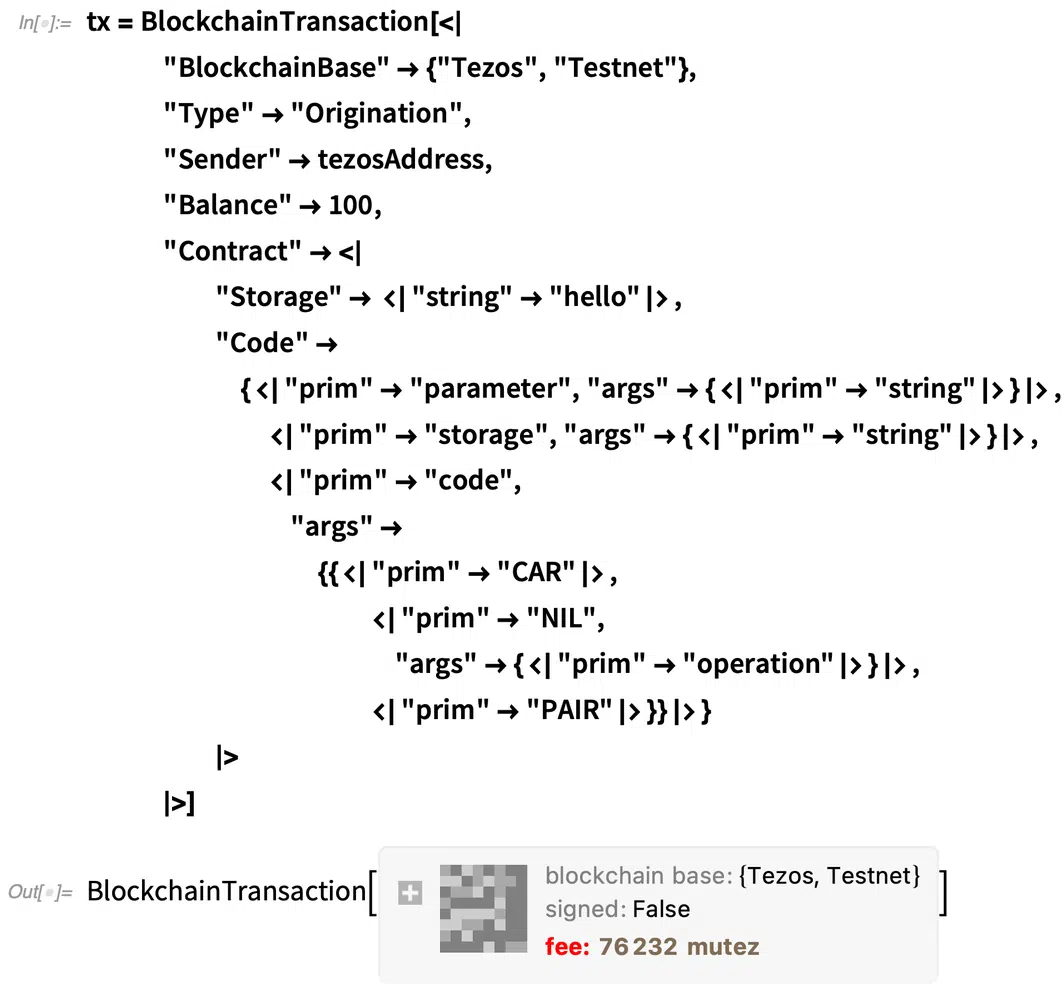 In[•]:= tx = BlockchainTransaction[<|
"BlockchainBase" → {"Tezos", "Testnet"},
"Type" → "Origination",
"Sender" → tezosAddress,
"Balance" → 100,
"Contract" → <|
"Storage" → <| "string" → "hello" |>,
"Code" →
{<| "prim" → "parameter", "args" → {<| "prim" → "string" |>} |>,
<| "prim" → "storage", "args" → {<| "prim" → "string" |>} |>,
<| "prim" → "code",
"args" →
{{<| "prim" → "CAR" |>,
<| "prim" → "NIL",
"args" → {<| "prim" → "operation" |>} |>,
<| "prim" → "PAIR" |>}} |>}
|>
|>]
Out[•]= BlockchainTransaction[
blockchain base: {Tezos, Testnet}
signed: False
fee: 76 232 mutez
]